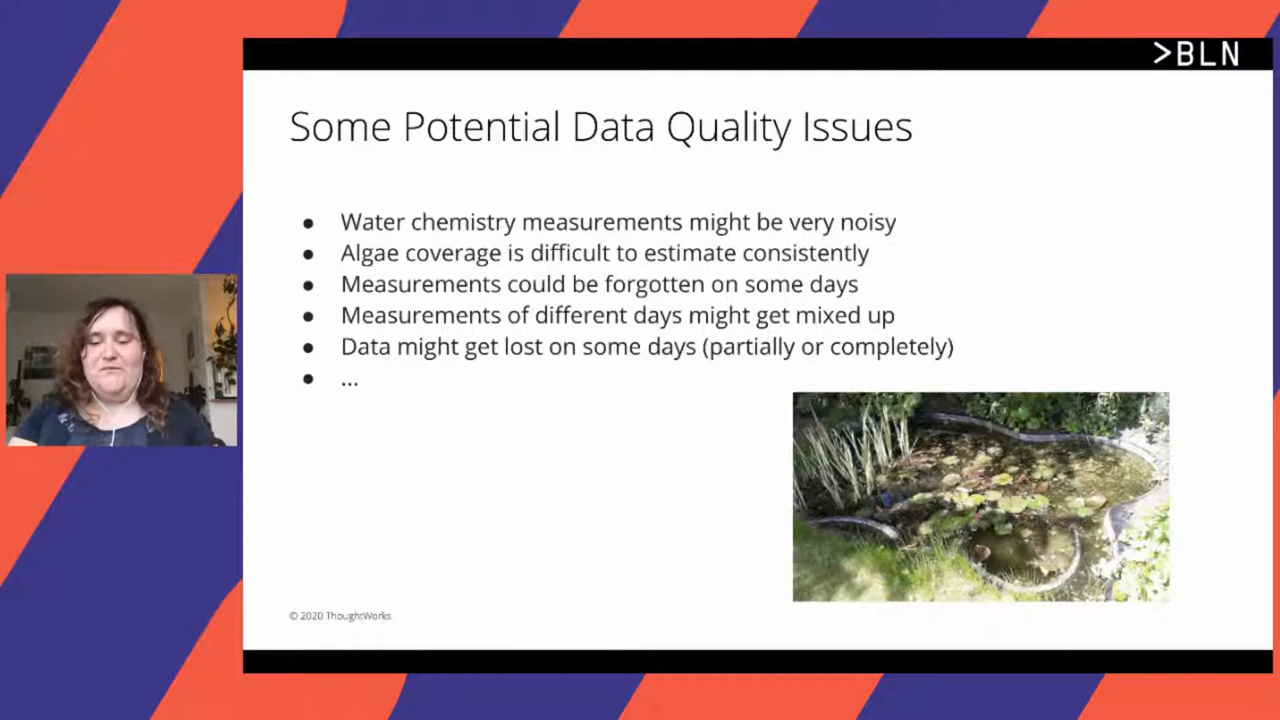 >BLN
Some Potential Data Quality Issues
● Water chemistry measurements might be very noisy
● Algae coverage is difficult to estimate consistently
● Measurements could be forgotten on some days
● Measurements of different days might get mixed up
● Data might get lost on some days (partially or completely)
● ...
© 2020 ThoughtWorks